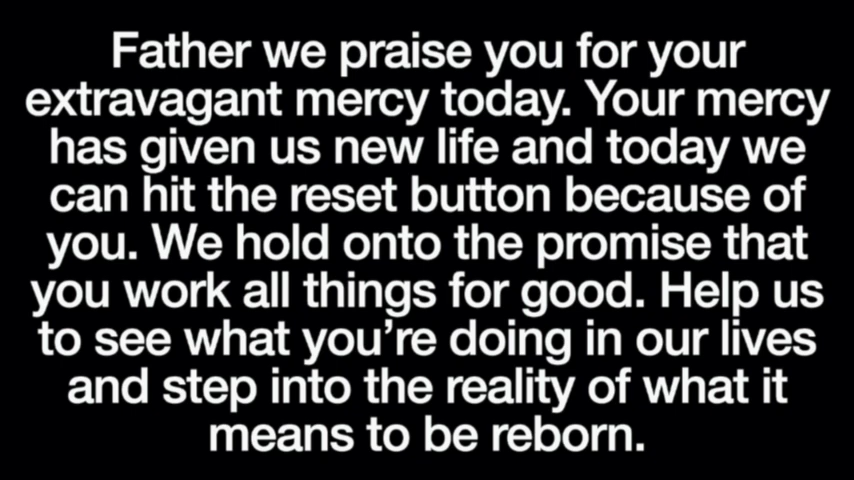 Father we praise you for your
extravagant mercy today. Your mercy
has given us new life and today we
can hit the reset button because of
you. We hold onto the promise that
you work all things for good. Help us
to see what you’re doing in our lives
and step into the reality of what it
means to be reborn.